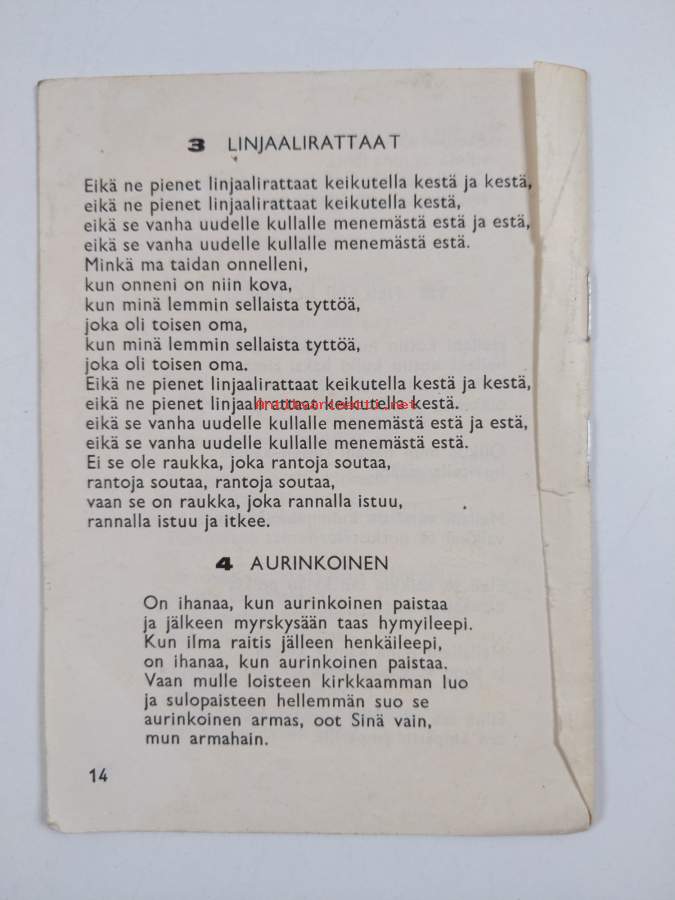 3 LINJAALIRATTAAT
Eikä ne pienet linjaalirattaat keikutella kestä ja kestä,
eikä ne pienet linjaalirattaat keikutella kestä,
eikä se vanha uudelle kullalle menemästä estä ja estä,
eikä se vanha uudelle kullalle menemästä estä.
Minkä ma taidan onnelleni,
kun onneni on niin kova,
kun minä lemmin sellaista tyttöä,
joka oli toisen oma,
kun minä lemmin sellaista tyttöä,
joka oli toisen oma.
Eikä ne pienet linjaalirattaat keikutella kestä ja kestä,
eikä ne pienet linjaalirattaat keikutella kestä.
Antikvariaatti.net
eikä se vanha uudelle kullalle menemästä estä ja estä,
eikä se vanha uudelle kullalle menemästä estä.
Ei se ole raukka, joka rantoja soutaa,
rantoja soutaa, rantoja soutaa,
vaan se on raukka, joka rannalla istuu,
rannalla istuu ja itkee.
4 AURINKOINEN
On ihanaa, kun aurinkoinen paistaa
ja jälkeen myrskysään taas hymyileepi.
Kun ilma raitis jälleen henkäileepi,
on ihanaa, kun aurinkoinen paistaa.
Vaan mulle loisteen kirkkaamman luo
ja sulopaisteen hellemmän suo se
aurinkoinen armas, oot Sinä vain,
mun armahain.
14